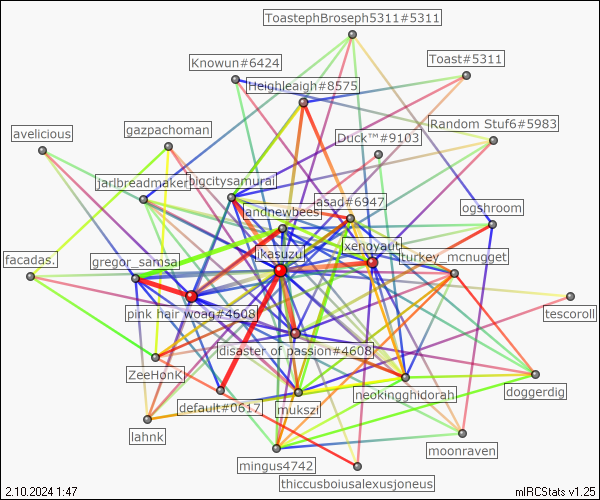 ToastephBroseph5311#5311
Knowun#6424
Toast#5311
Heighleaigh#8575
avelicious
gazpachoman
Duck™#9103
Random Stuf6#5983
jarlbreadmaker
bigcitysamurai
asad#6947
landnewbees
ogshroom
xenoyaut
gregor_samsa
ikasuzu
turkey_mcnugget
facadas.
pink hair woag#4608
tescoroll
disaster of passion#4608
ZeeHonK
default#0617
mukszi
neokingghidorah
doggerdig
lahnk
mingus4742
moonraven
thiccusboiusalexusjoneus
2.10.2024 1:47
mIRCStats v1.25